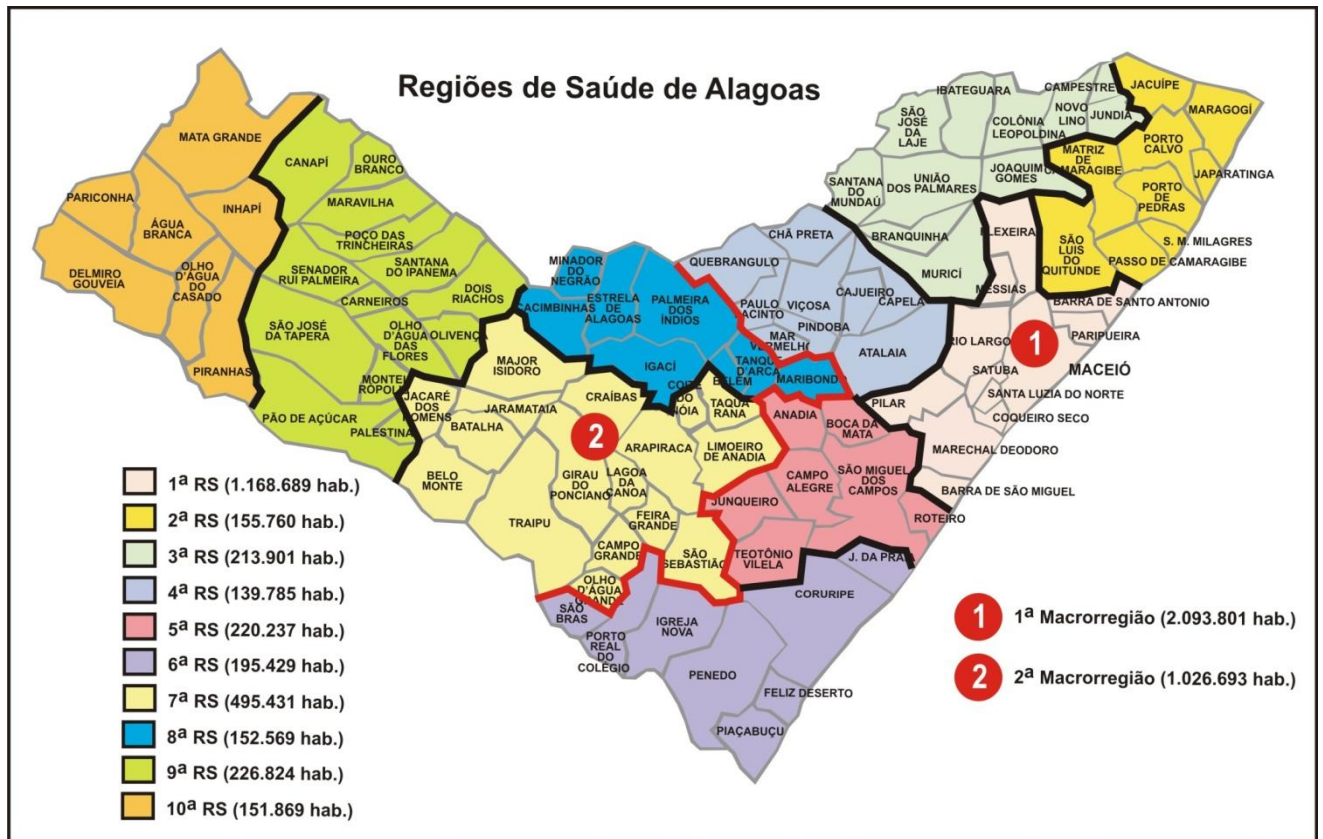 Regiões de Saúde de Alagoas
MATA GRANDE
PARICONHA
ÁGUA
BRANCA
INHAPÍ
DELMIRO
GOUVEIA
OLHO
D'ÁGUA
DO
CASADO
PIRANHAS
CANAPÍ
OURO
BRANCO
MARAVILHA
POÇO DAS
TRINCHEIRAS
SENADOR
RUI PALMEIRA
SANTANA
DO IPANEMA
CARNEIROS
DOIS
RIACHOS
SÃO JOSÉ
DA TAPERA
OLHO
D'ÁGUA
DAS
FLORES
OLIVENÇA
MONTEI
ROPOLI
PÃO DE AÇÚCAR
PALESTINA
JACARÉ
DOS
HOMENS
MAJOR
ISIDORO
JARAMATAIA
BATALHA
BELO
MONTE
CRAÍBAS
TRAIPU
GIRAU
DO
PONCIANO
ARAPIRACA
LAGOA
DA
CANOA
FEIRA
GRANDE
CAMPO
GRANDE
OLHO
D'ÁGUA
GRANDE
SÃO
SEBASTIÃO
LIMOEIRO
DE ANADIA
TAQUA
RANA
COITÉ
DO
NÓIA
MINADOR
DO
NEGRÃO
CACIMBINHAS
ESTRELA
DE
ALAGOAS
PALMEIRA
DOS
ÍNDIOS
IGACÍ
BELÉM
TANQUE
D'ARCA
MARIBONDO
QUEBRANGULO
CHÃ PRETA
PAULO
JACINTO
VIÇOSA
CAJUEIRO
CAPELA
PINDOBA
MAR
VERMELHO
ATALAIA
SANTANA
DO
MUNDAÚ
SÃO
JOSÉ
DA
LAJE
IBATEGUARA
UNIÃO
DOS PALMARES
COLÔNIA
LEOPOLDINA
CAMPESTRE
NOVO
LINO
JUNDIÁ
JOAQUIM
GOMES
BRANQUINHA
MURICÍ
JACUÍPE
MARAGOGÍ
PORTO
CALVO
MATRIZ
DE
CAMARAGIBE
JAPARATINGA
PORTO
DE
PEDRAS
SÃO
LUIS
DO
QUITUNDE
S. M. MILAGRES
PASSO DE CAMARAGIBE
FLEXEIRA
MESSIAS
BARRA DE SANTO ANTONIO
PARIPUEIRA
RIO LARGO
1
MACEIÓ
SATUBA
SANTA LUZIA DO NORTE
COQUEIRO SECO
PILAR
MARECHAL DEODORO
BARRA DE SÃO MIGUEL
ANADIA
BOCA DA
MATA
CAMPO
ALEGRE
SÃO MIGUEL
DOS
CAMPOS
JUNQUEIRO
ROTEIRO
TEOTÔNIO
VILELA
J. DA PRAIA
CORURIPE
SÃO
BRAS
PORTO
REAL
DO
COLÉGIO
IGREJA
NOVA
PENEDO
FELIZ DESERTO
PIAÇABUÇU
2
1ª RS (1.168.689 hab.)
2ª RS (155.760 hab.)
3ª RS (213.901 hab.)
4ª RS (139.785 hab.)
5ª RS (220.237 hab.)
6ª RS (195.429 hab.)
7ª RS (495.431 hab.)
8ª RS (152.569 hab.)
9ª RS (226.824 hab.)
10ª RS (151.869 hab.)
1 1ª Macrorregião (2.093.801 hab.)
2 2ª Macrorregião (1.026.693 hab.)